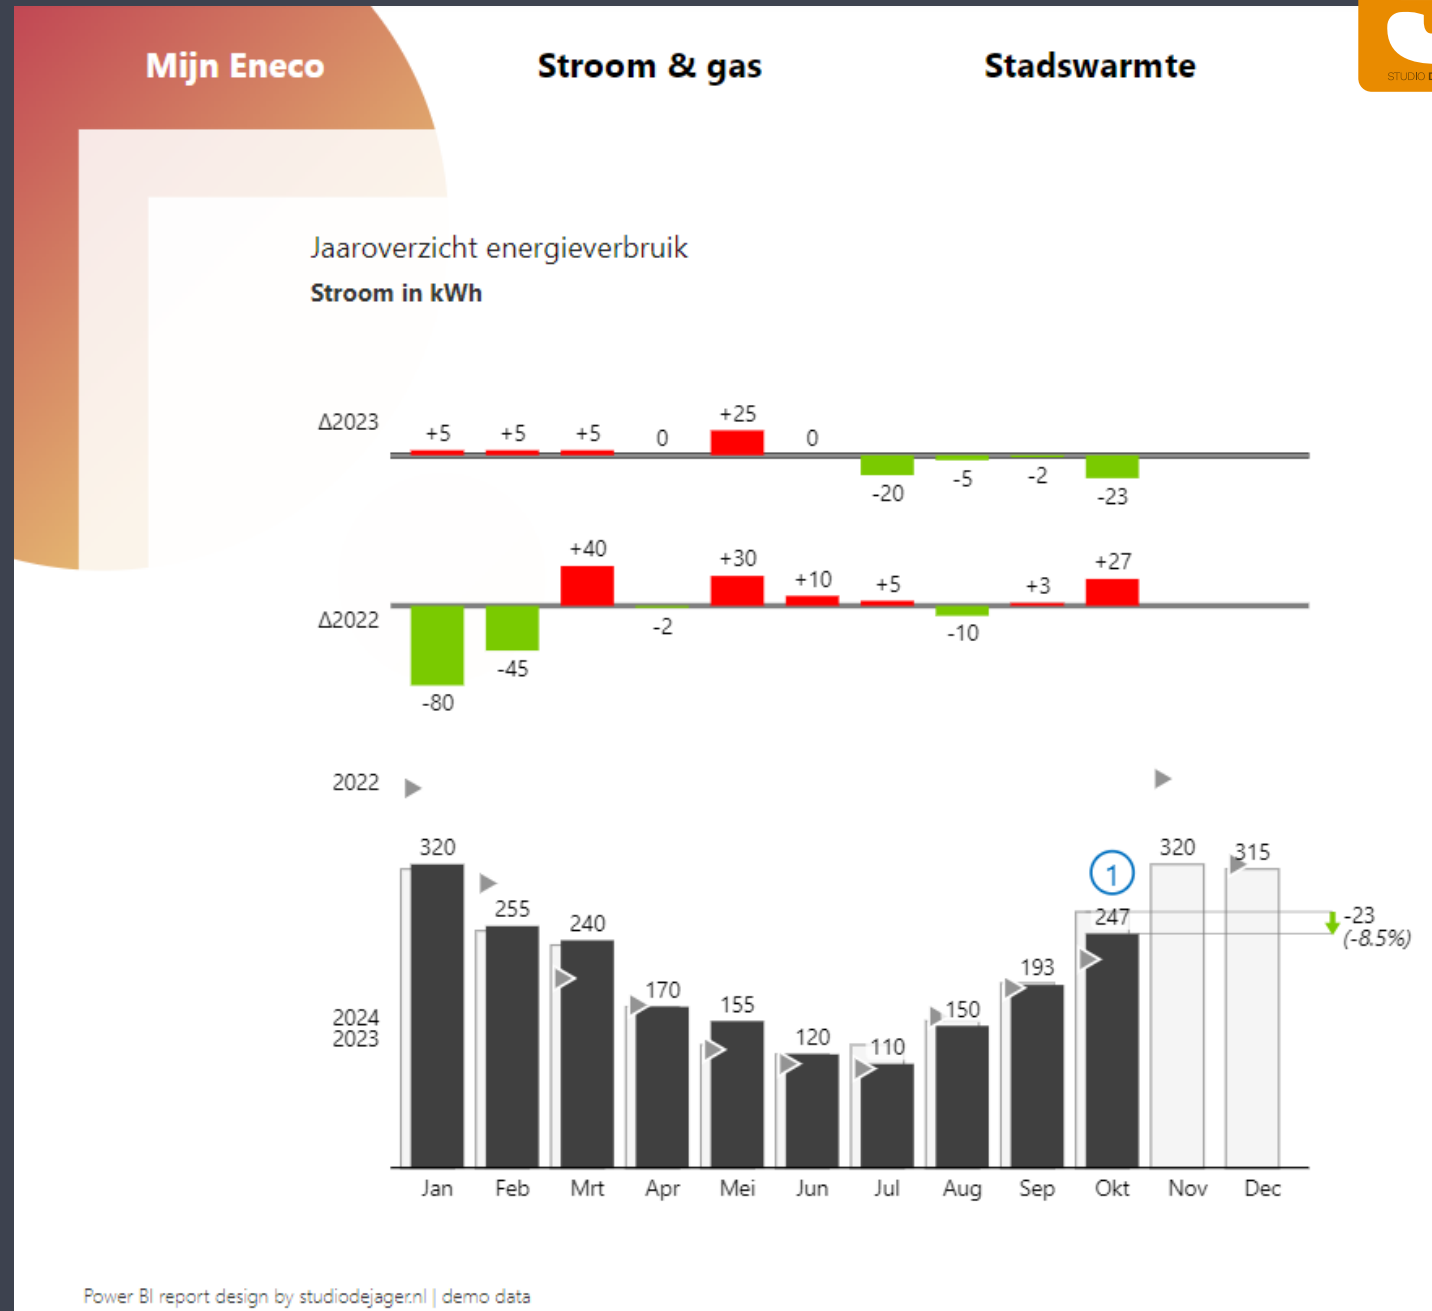 Mijn Eneco
Stroom & gas
Stadswarmte
STUDIO
Jaaroverzicht energieverbruik
Stroom in kWh
Δ2023
+5 +5 +5 0 +25 0 -20 -5 -2 -23
Δ2022
-80 -45 +40 -2 +30 +10 +5 -10 +3 +27
2022
320 255 240 170 155 120 110 150 193 247 320 315
1
-23
(-8.5%)
2024
2023
Jan Feb Mrt Apr Mei Jun Jul Aug Sep Okt Nov Dec
Power BI report design by studiodejager.nl | demo data